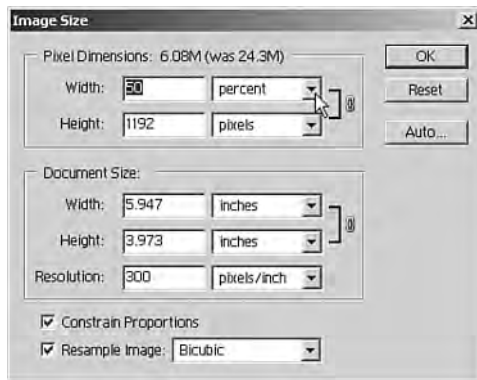 Image Size
Pixel Dimensions: 6.08M (was 24.3M)
OK
Width: 50 percent
Reset
Height: 1192 pixels
Auto...
Document Size:
Width: 5.947 inches
Height: 3.973 inches
Resolution: 300 pixels/inch
Constrain Proportions
Resample Image: Bicubic